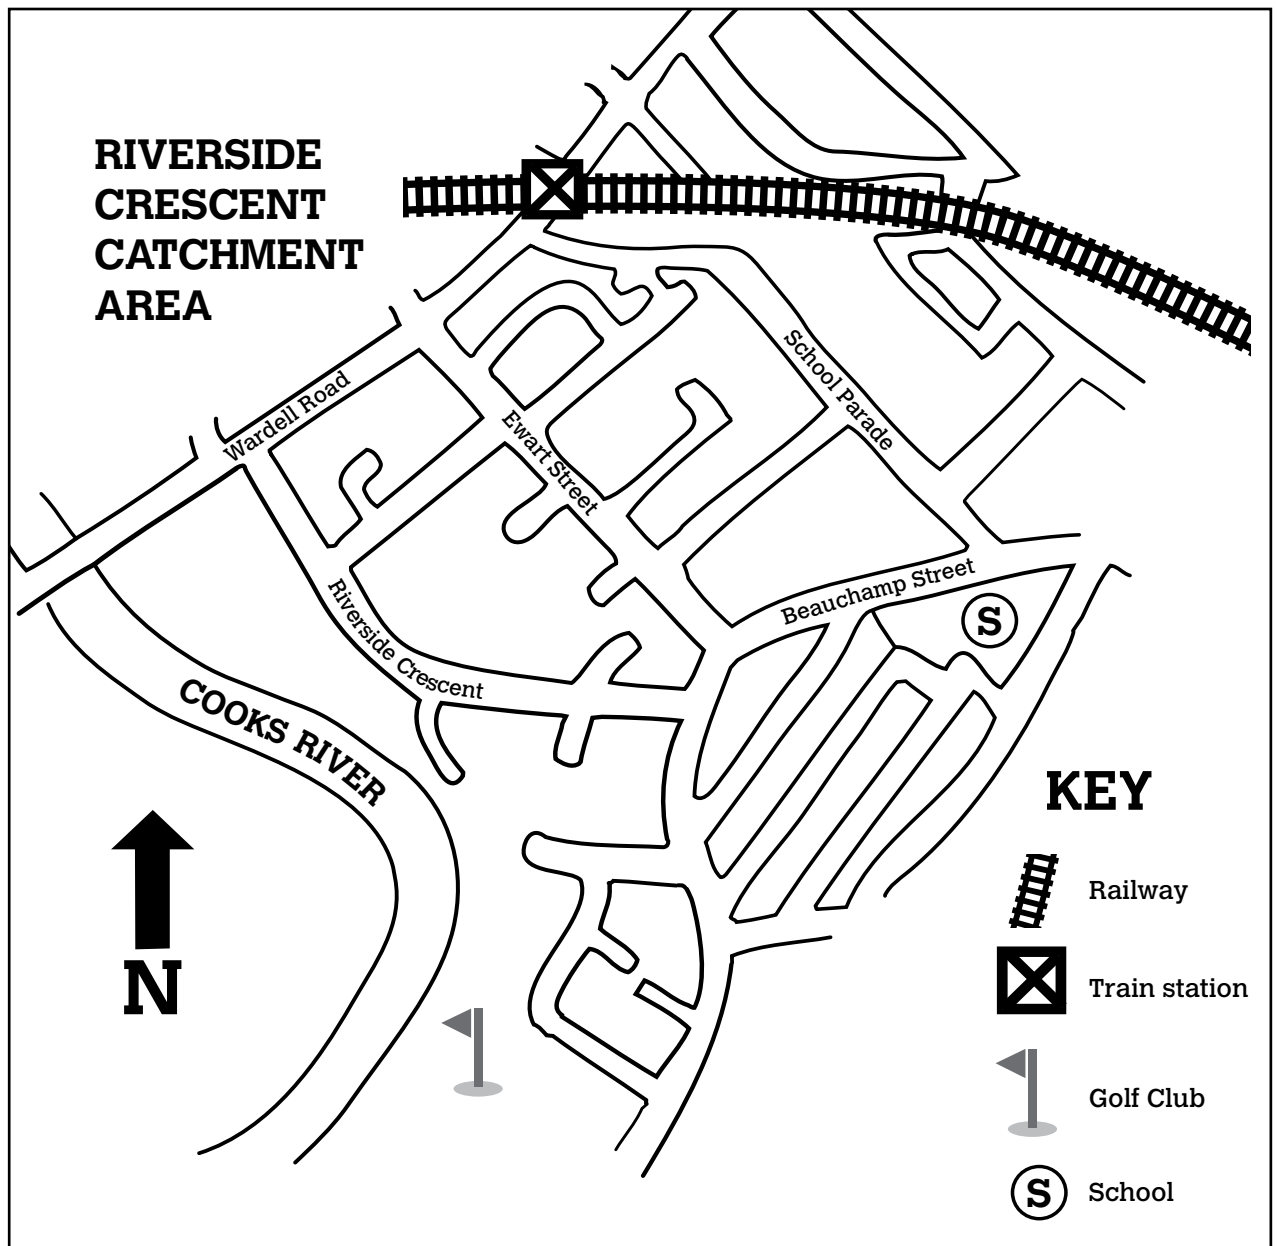 RIVERSIDE
CRESCENT
CATCHMENT
AREA
School Parade
Wardell Road
Ewart Street
Beauchamp Street
S
Riverside Crescent
COOKS RIVER
KEY
Railway
N
Train station
Golf Club
S School